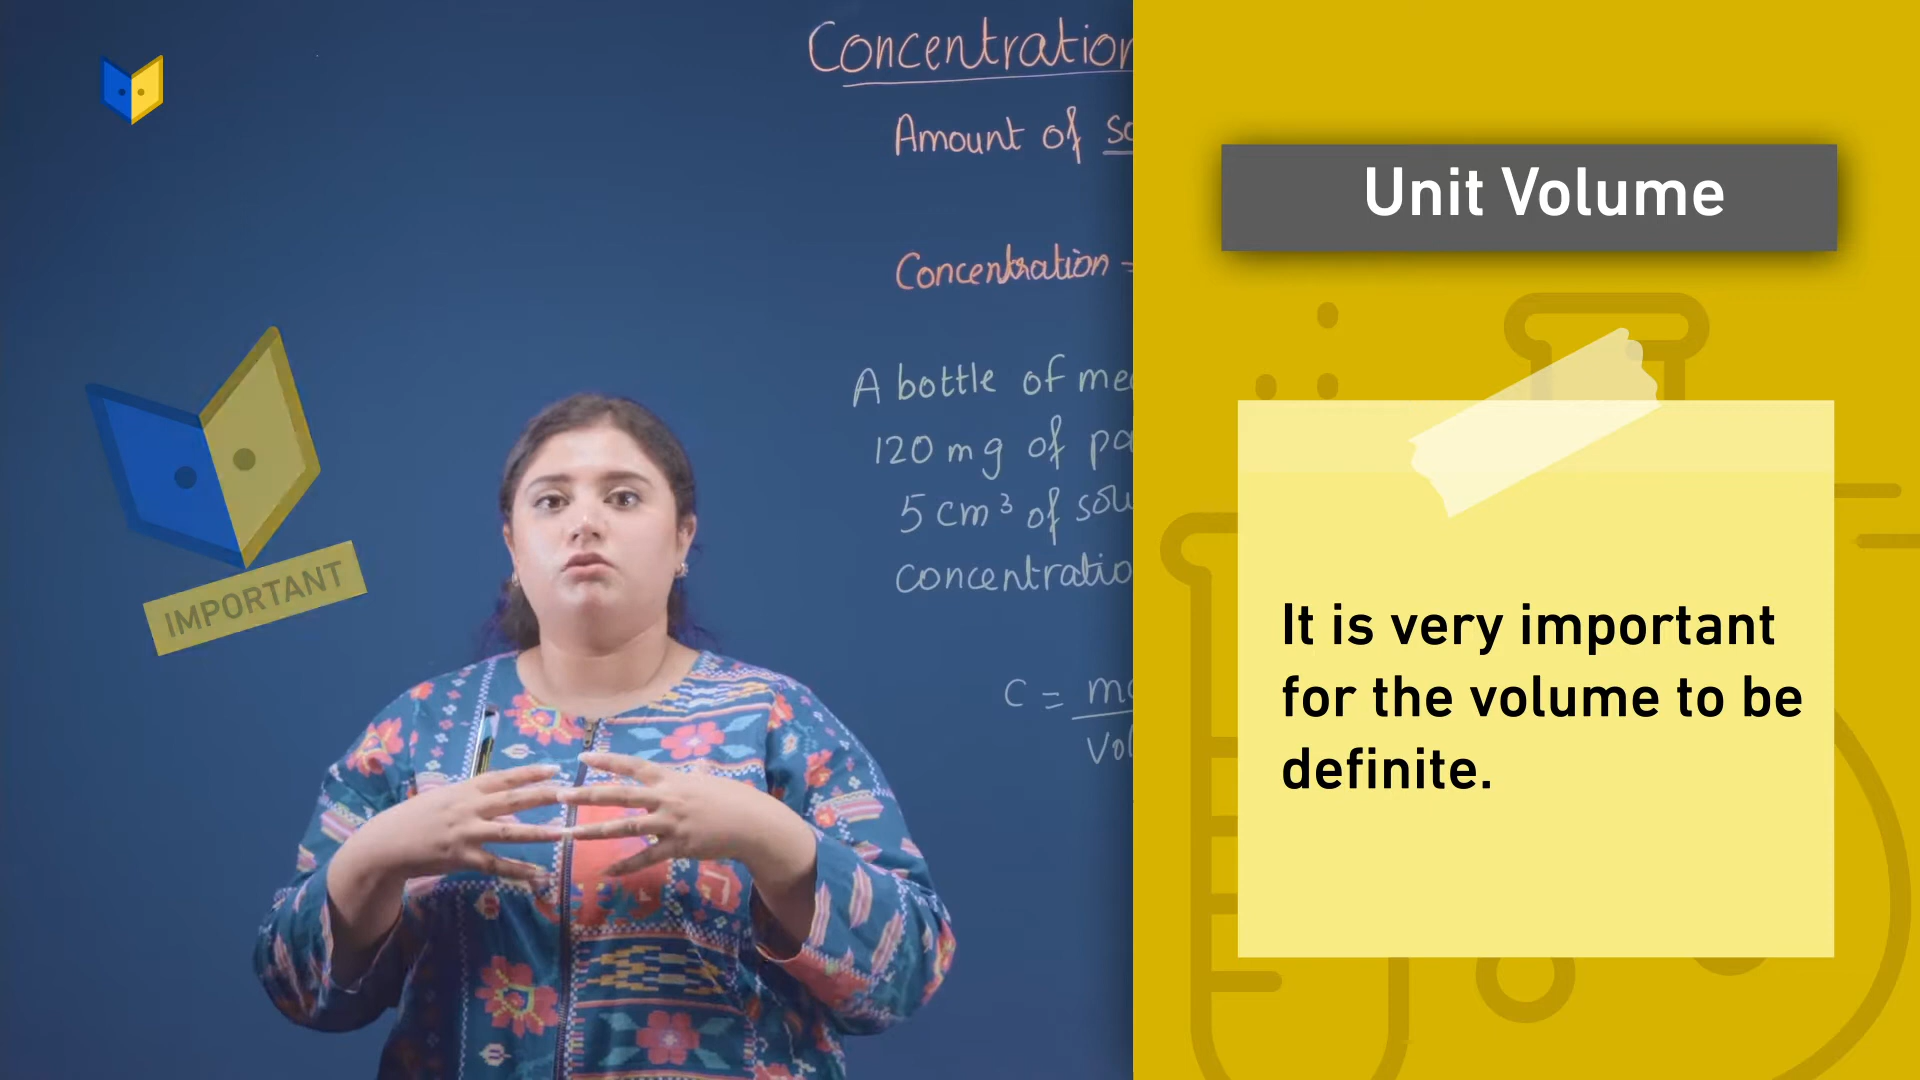 Concentration
Amount of
Concentration =
A bottle of
120 mg of
5 cm³ of
C =
IMPORTANT
Unit Volume
It is very important
for the volume to be
definite.